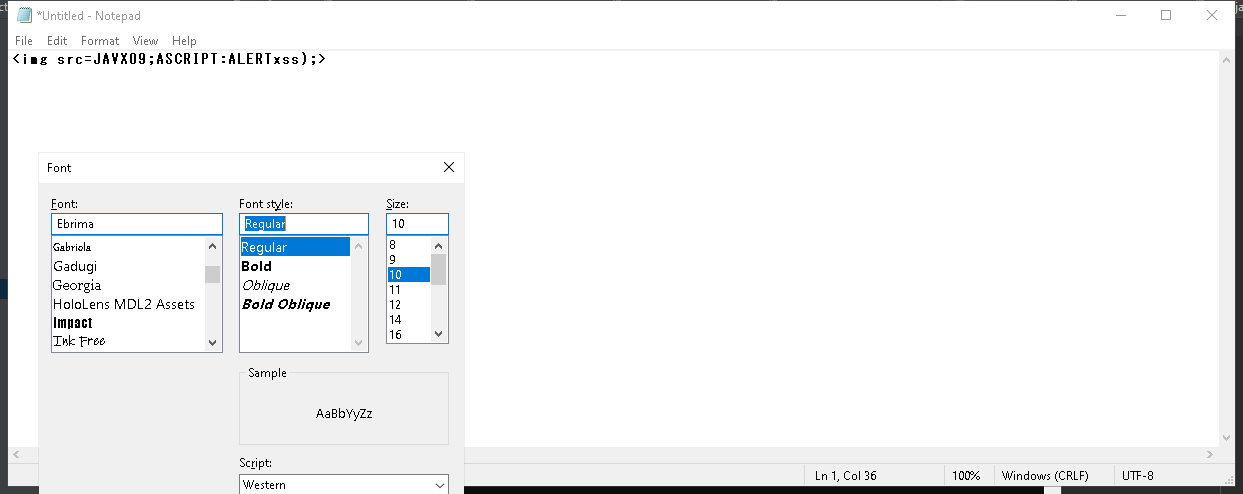 *Untitled - Notepad
File Edit Format View Help
<img src=JAVX09;ASCRIPT:ALERTxss);>
Font
Font: Font style: Size:
Ebrima Regular 10
Gabriola Regular 8
Gadugi Bold 9
Georgia Oblique 10
HoloLens MDL2 Assets Bold Oblique 11
Impact 12
Ink Free 14
16
Sample
AaBbYyZz
Script:
Western
Ln 1, Col 36 100% Windows (CRLF) UTF-8